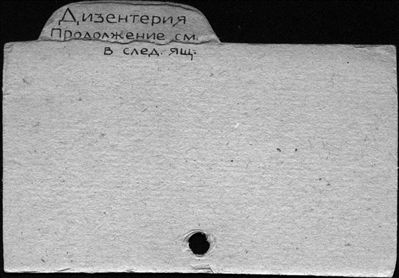 Дизентерия
Продолжение см.
в след. ящ.